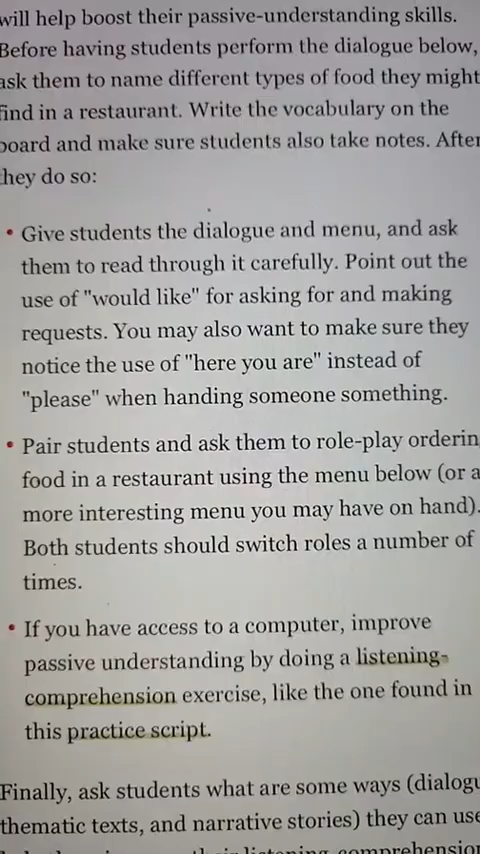 will help boost their passive-understanding skills.
Before having students perform the dialogue below,
ask them to name different types of food they might
find in a restaurant. Write the vocabulary on the
board and make sure students also take notes. After
they do so:
• Give students the dialogue and menu, and ask
them to read through it carefully. Point out the
use of "would like" for asking for and making
requests. You may also want to make sure they
notice the use of "here you are" instead of
"please" when handing someone something.
• Pair students and ask them to role-play orderin
food in a restaurant using the menu below (or a
more interesting menu you may have on hand).
Both students should switch roles a number of
times.
• If you have access to a computer, improve
passive understanding by doing a listening-
comprehension exercise, like the one found in
this practice script.
Finally, ask students what are some ways (dialogu
thematic texts, and narrative stories) they can use
their listening comprehension